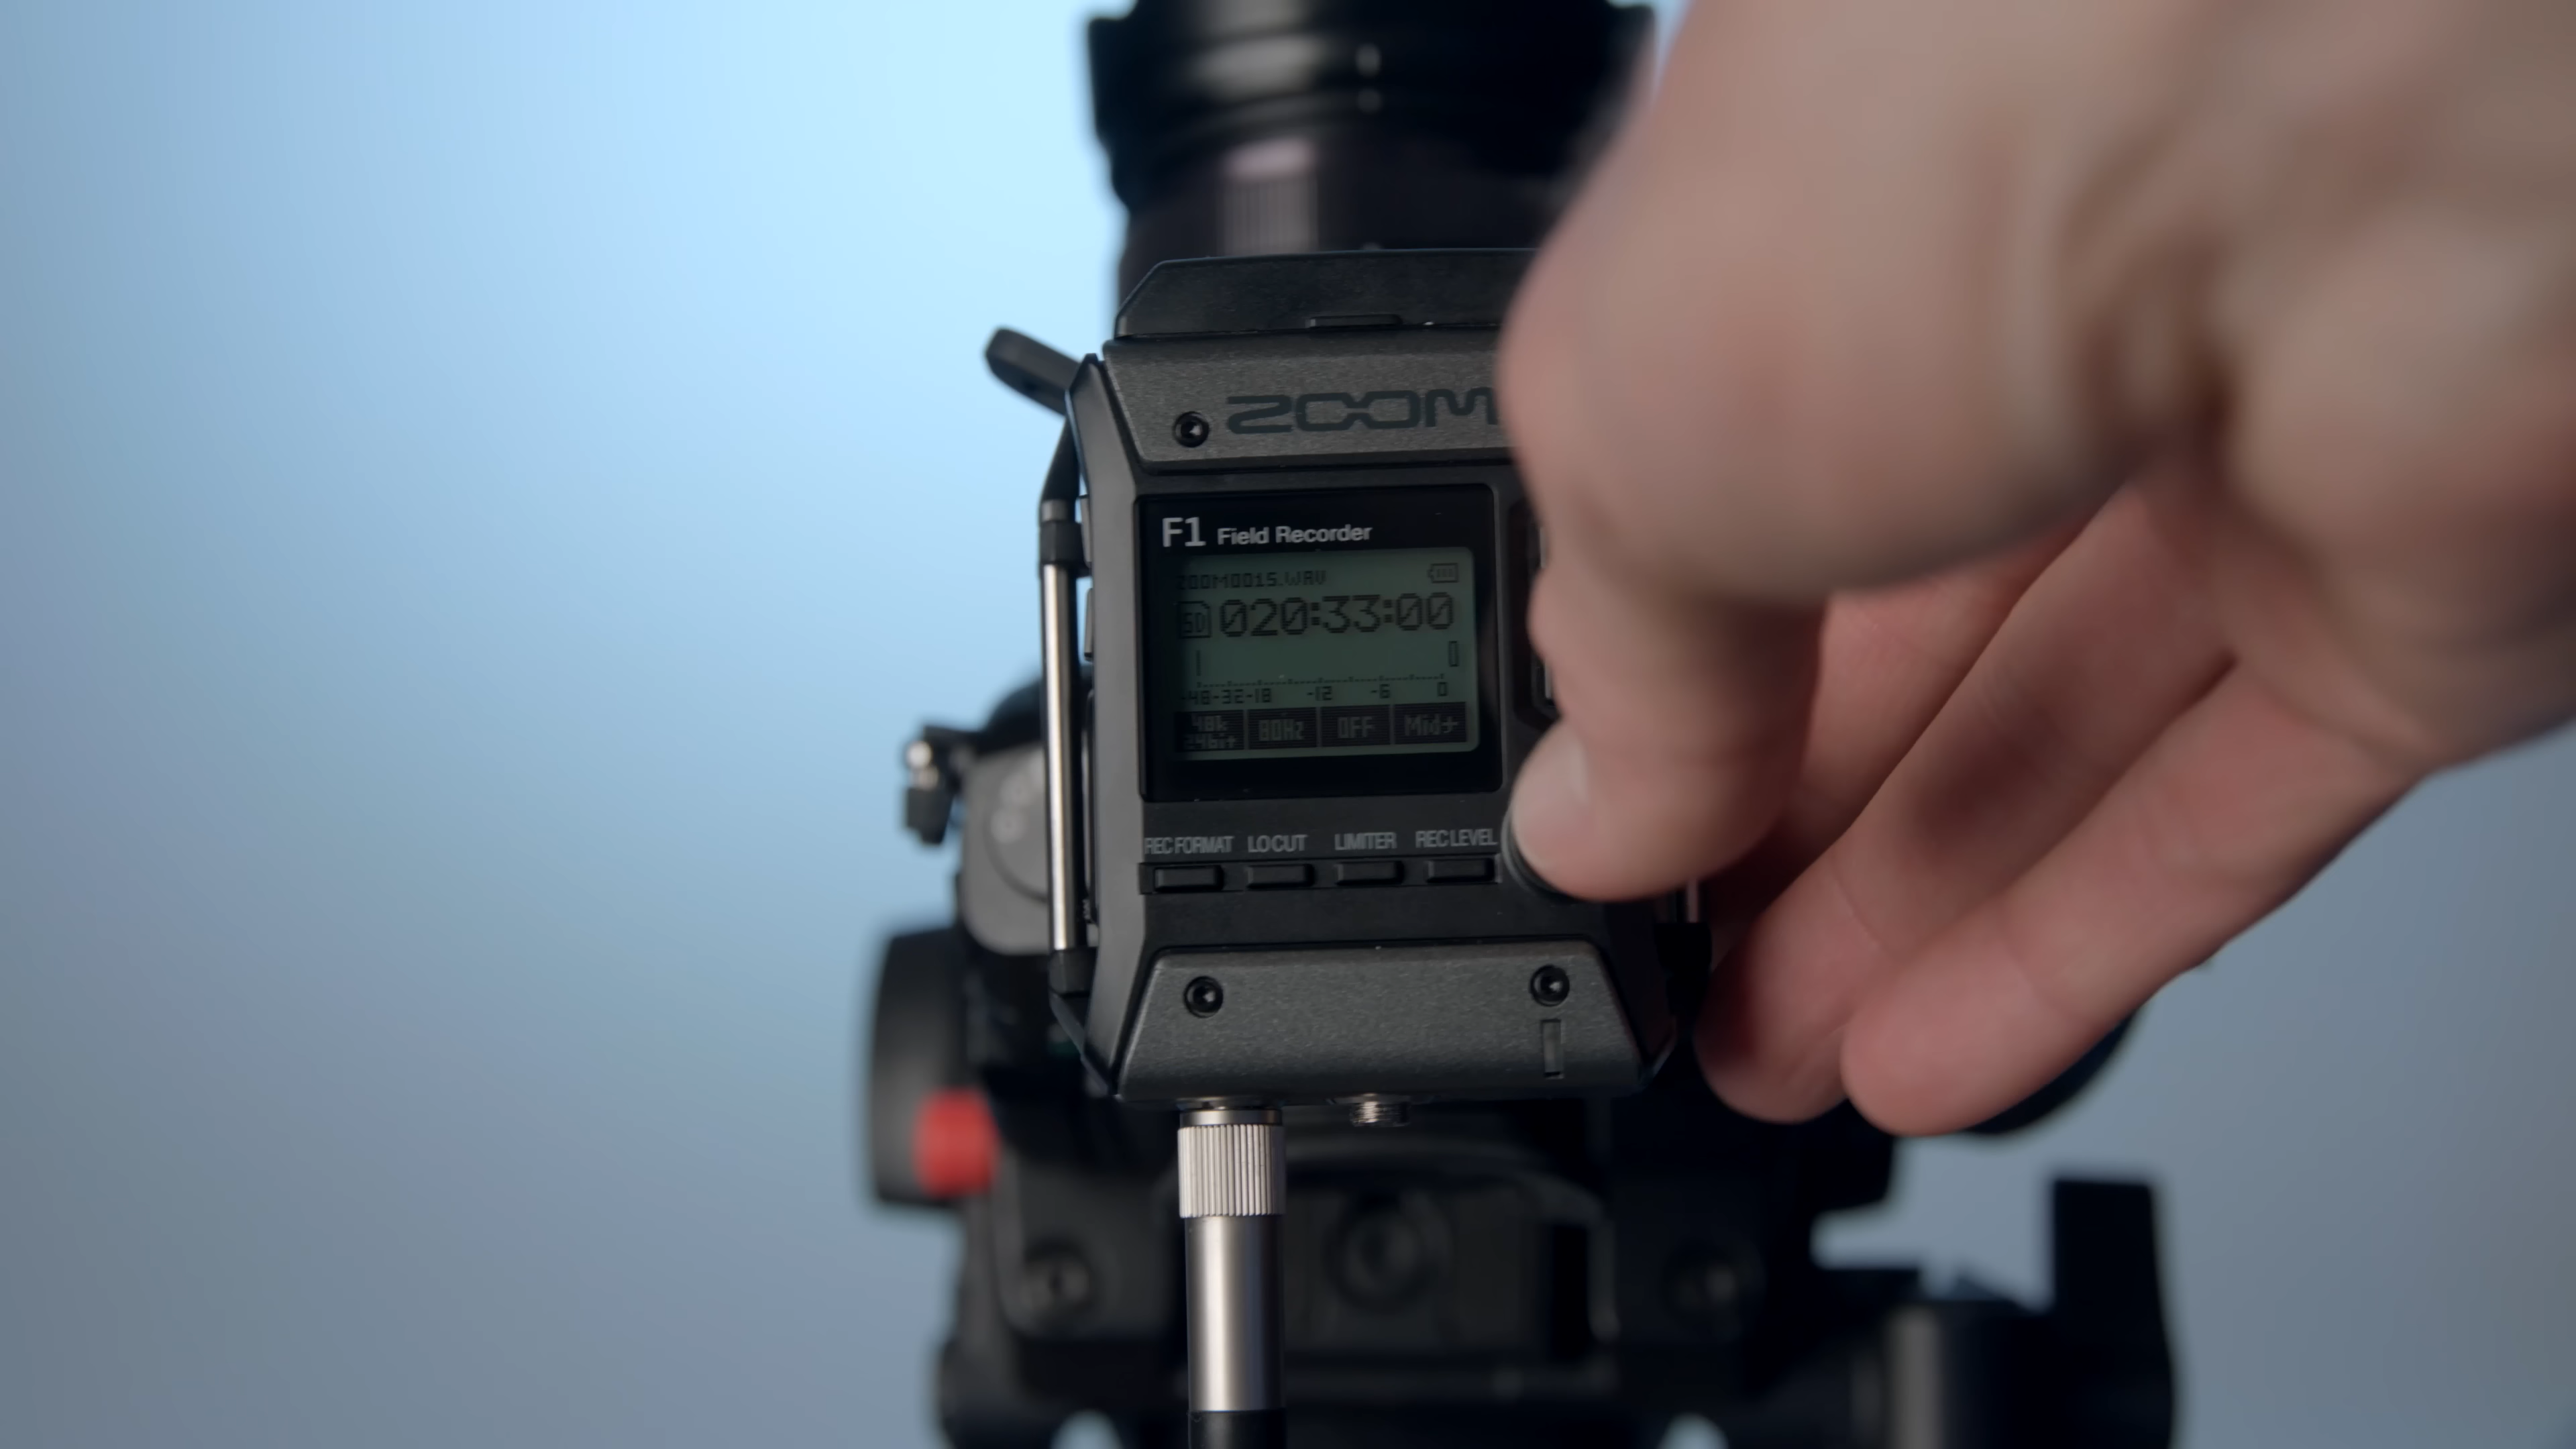 ZOOM
F1 Field Recorder
ZOOM0015.WAV
SD 020:33:00
-48 -32 -18 -12 -6 0
48k 80Hz OFF Mid+
24bit
REC FORMAT LO CUT LIMITER REC LEVEL